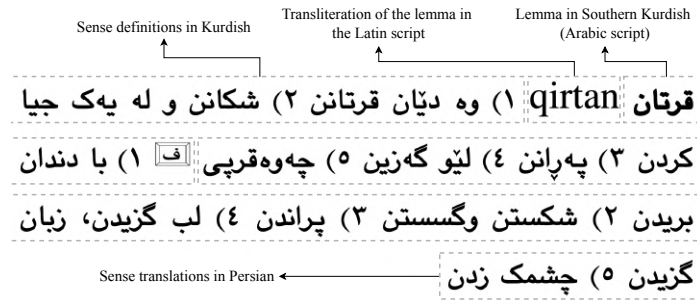 Sense definitions in Kurdish
Transliteration of the lemma in
the Latin script
Lemma in Southern Kurdish
(Arabic script)
قرتان qirtan ١) وە دێان قرتانن ٢) شکانن و لە یەک جیا
کردن ٣) پەڕانن ٤) لێو گەزین ٥) چەوەقرپی ف ١) با دندان
بریدن ٢) شکستن وگسستن ٣) پراندن ٤) لب گزیدن، زبان
گزیدن ٥) چشمک زدن
Sense translations in Persian